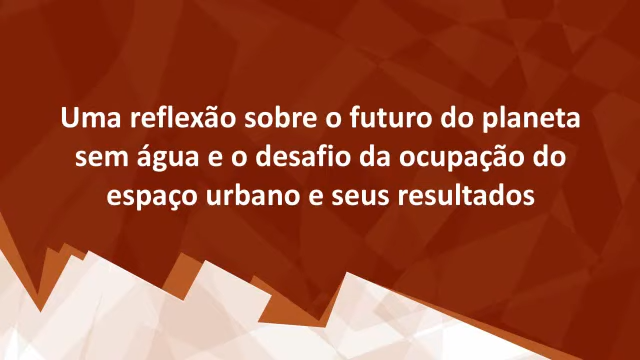 Uma reflexão sobre o futuro do planeta
sem água e o desafio da ocupação do
espaço urbano e seus resultados